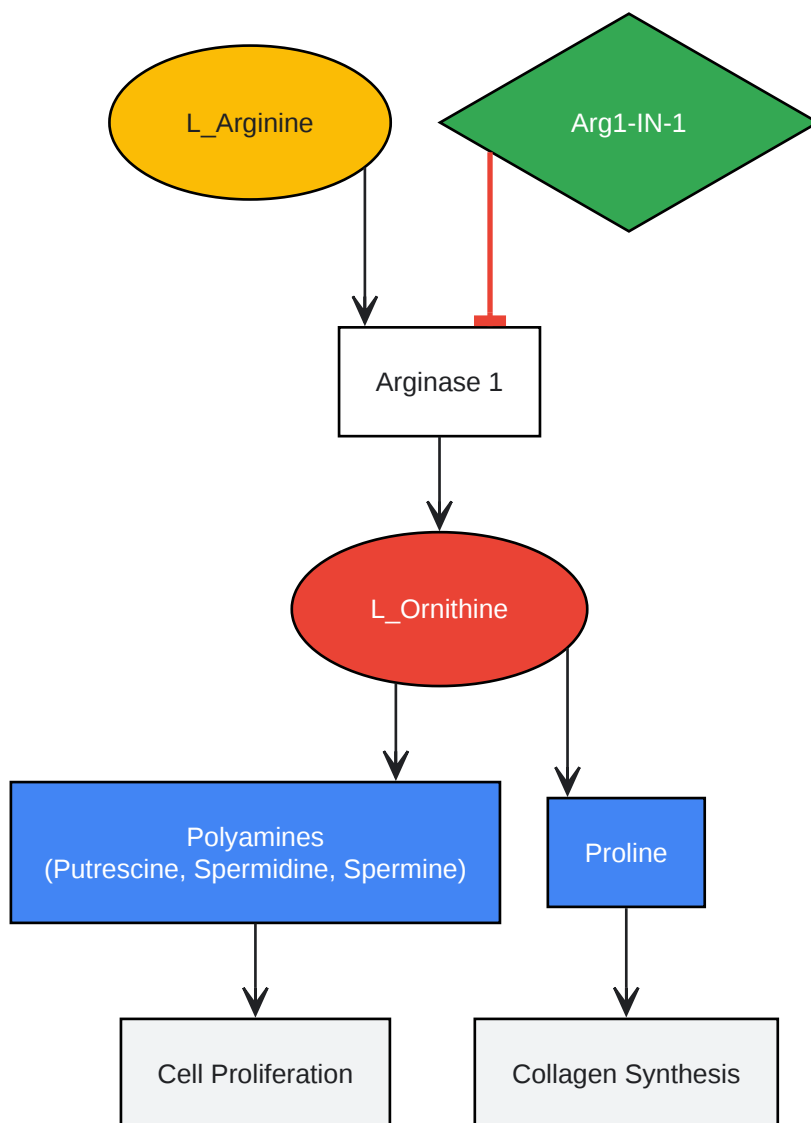 L_Arginine
Arg1-IN-1
Arginase 1
L_Ornithine
Polyamines
(Putrescine, Spermidine, Spermine)
Proline
Cell Proliferation
Collagen Synthesis